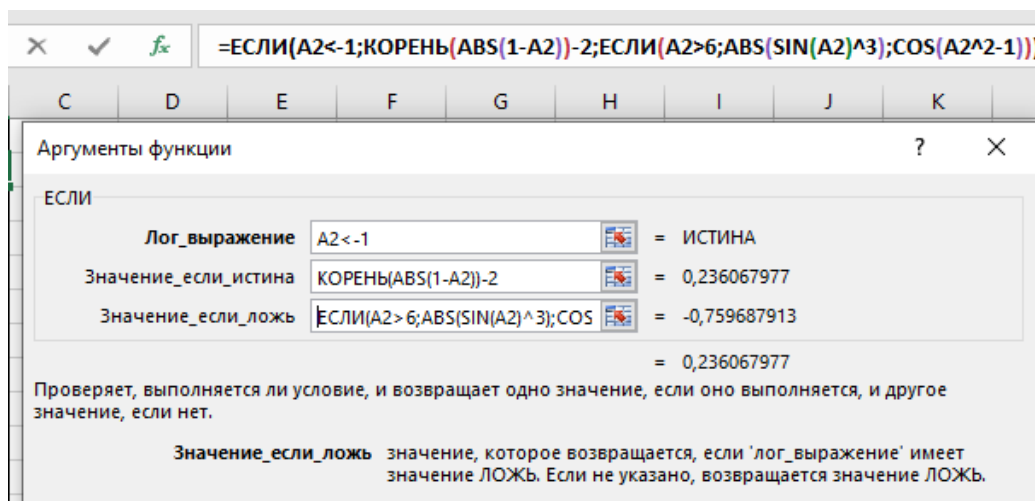 =ЕСЛИ(A2<-1;КОРЕНЬ(ABS(1-A2))-2;ЕСЛИ(A2>6;ABS(SIN(A2)^3);COS(A2^2-1)))
C D E F G H I J K
Аргументы функции ? ×
ЕСЛИ
Лог_выражение A2<-1 = ИСТИНА
Значение_если_истина КОРЕНЬ(ABS(1-A2))-2 = 0,236067977
Значение_если_ложь ЕСЛИ(A2>6;ABS(SIN(A2)^3);COS = -0,759687913
= 0,236067977
Проверяет, выполняется ли условие, и возвращает одно значение, если оно выполняется, и другое
значение, если нет.
Значение_если_ложь значение, которое возвращается, если 'лог_выражение' имеет
значение ЛОЖЬ. Если не указано, возвращается значение ЛОЖЬ.